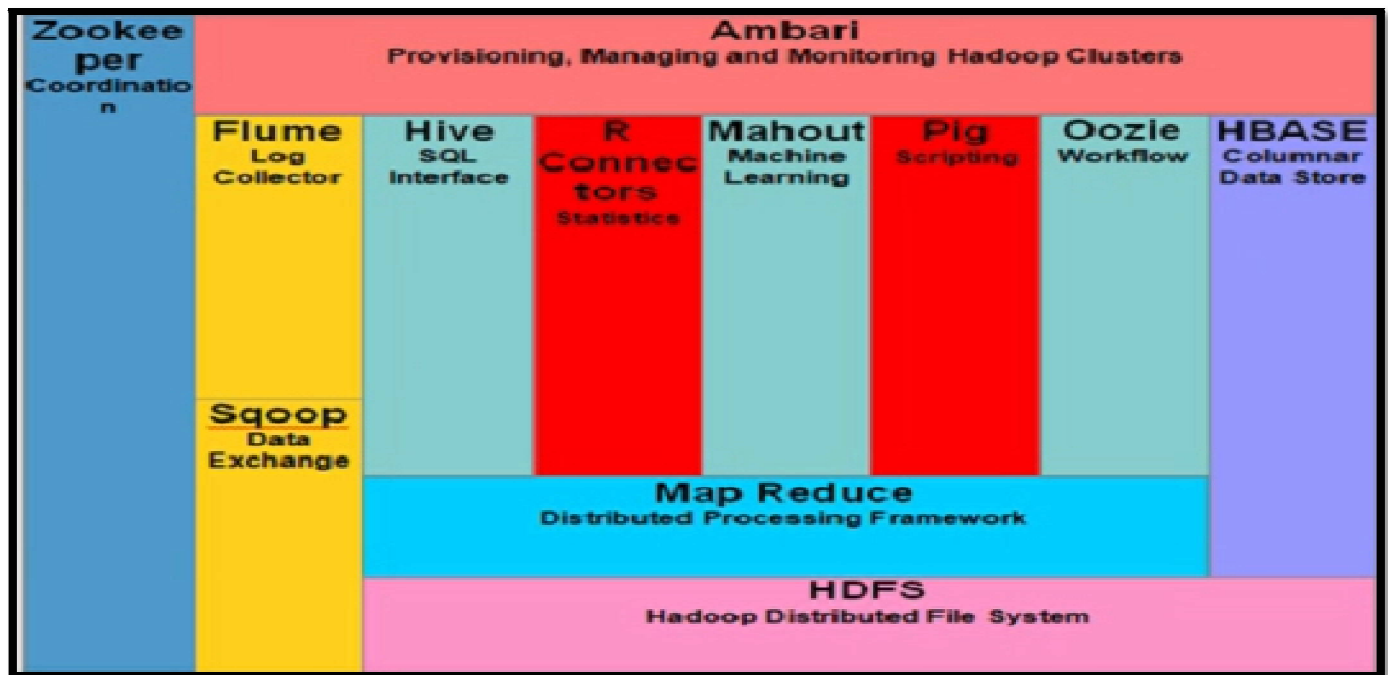 Zookee
per
Coordinatio
n
Ambari
Provisioning, Managing and Monitoring Hadoop Clusters
Flume
Log
Collector
Hive
SQL
Interface
R
Connec
tors
Statistics
Mahout
Machine
Learning
Pig
Scripting
Oozie
Workflow
HBASE
Columnar
Data Store
Sqoop
Data
Exchange
Map Reduce
Distributed Processing Framework
HDFS
Hadoop Distributed File System